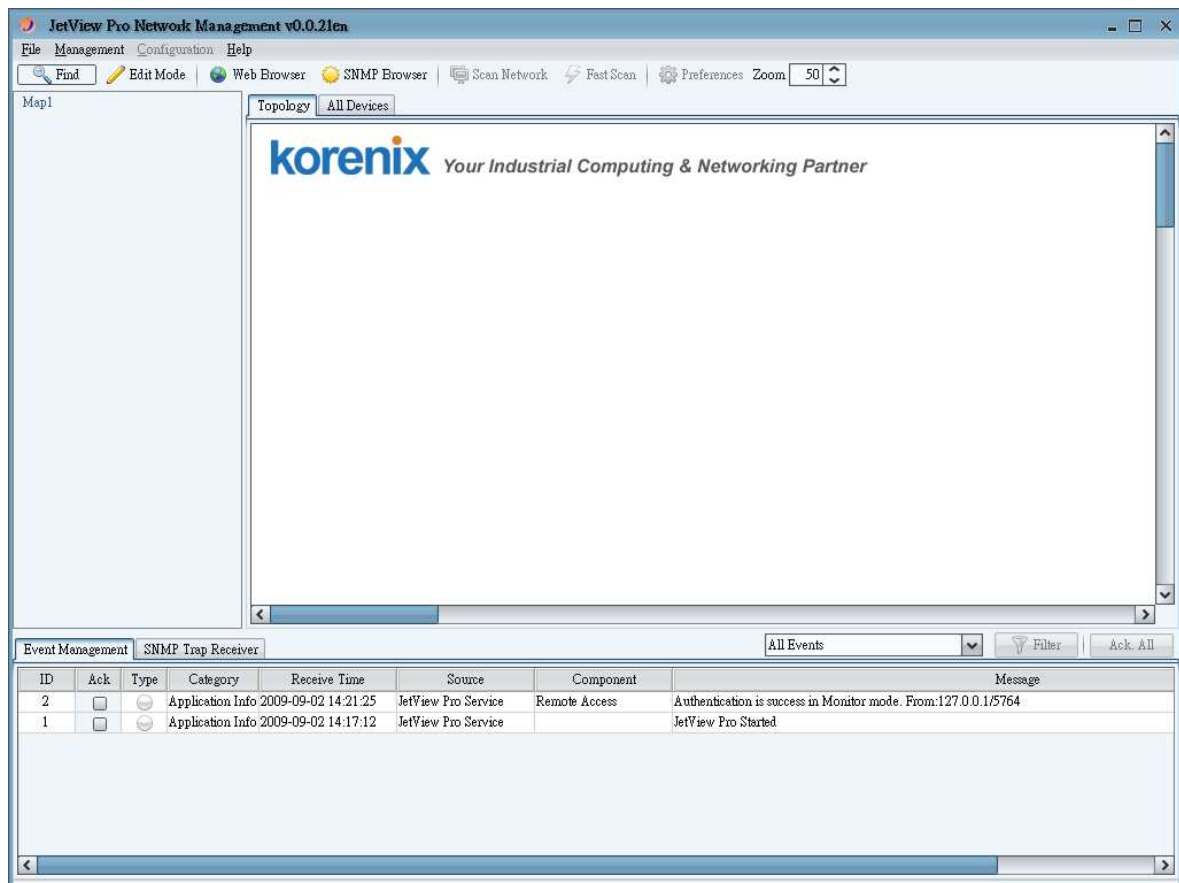 JetView Pro Network Management v0.0.21en
File Management Configuration Help
Find Edit Mode Web Browser SNMP Browser Scan Network Fast Scan Preferences Zoom 50
Map1
Topology All Devices
korenix Your Industrial Computing & Networking Partner
Event Management SNMP Trap Receiver All Events Filter Ack. All
ID Ack Type Category Receive Time Source Component Message
2 Application Info 2009-09-02 14:21:25 JetView Pro Service Remote Access Authentication is success in Monitor mode. From:127.0.0.1/5764
1 Application Info 2009-09-02 14:17:12 JetView Pro Service JetView Pro Started